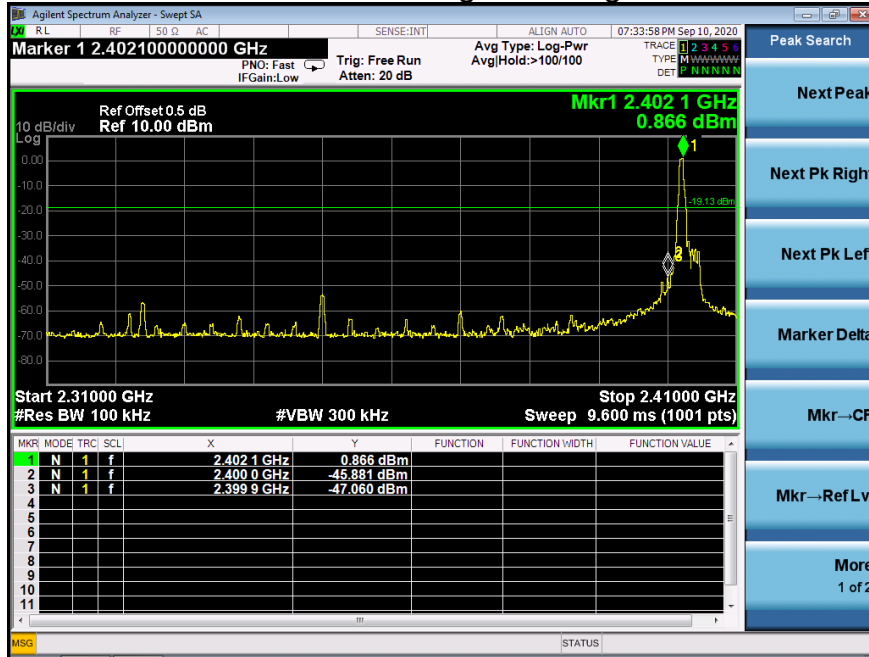 Agilent Spectrum Analyzer - Swept SA
RL RF 50 Ω AC SENSE:INT ALIGN AUTO 07:33:58 PM Sep 10, 2020
Marker 1 2.402100000000 GHz
PNO: Fast
IFGain:Low
Trig: Free Run
Atten: 20 dB
Avg Type: Log-Pwr
Avg|Hold:>100/100
TRACE 1 2 3 4 5 6
TYPE M WWWWW
DET P N N N N N
Peak Search
Next Peak
Next Pk Right
Next Pk Left
Marker Delta
Mkr→CF
Mkr→Ref Lv
More
1 of 2
Ref Offset 0.5 dB
10 dB/div Ref 10.00 dBm
Log
Mkr1 2.402 1 GHz
0.866 dBm
1
0.00
-10.0
-20.0
-19.13 dBm
-30.0
-40.0
-50.0
-60.0
-70.0
-80.0
Start 2.31000 GHz Stop 2.41000 GHz
#Res BW 100 kHz #VBW 300 kHz Sweep 9.600 ms (1001 pts)
MKR MODE TRC SCL X Y FUNCTION FUNCTION WIDTH FUNCTION VALUE
1 N 1 f 2.402 1 GHz 0.866 dBm
2 N 1 f 2.400 0 GHz -45.881 dBm
3 N 1 f 2.399 9 GHz -47.060 dBm
4
5
6
7
8
9
10
11
MSG STATUS